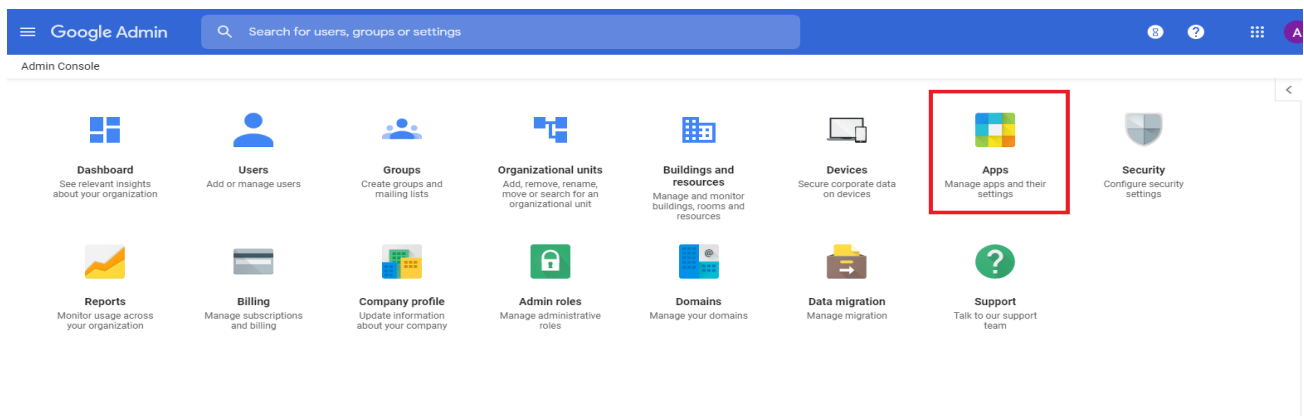 Google Admin
Search for users, groups or settings
8
?
A
Admin Console
Dashboard
See relevant insights
about your organization
Users
Add or manage users
Groups
Create groups and
mailing lists
Organizational units
Add, remove, rename,
move or search for an
organizational unit
Buildings and
resources
Manage and monitor
buildings, rooms and
resources
Devices
Secure corporate data
on devices
Apps
Manage apps and their
settings
Security
Configure security
settings
Reports
Monitor usage across
your organization
Billing
Manage subscriptions
and billing
Company profile
Update information
about your company
Admin roles
Manage administrative
roles
@
Domains
Manage your domains
Data migration
Manage migration
?
Support
Talk to our support
team